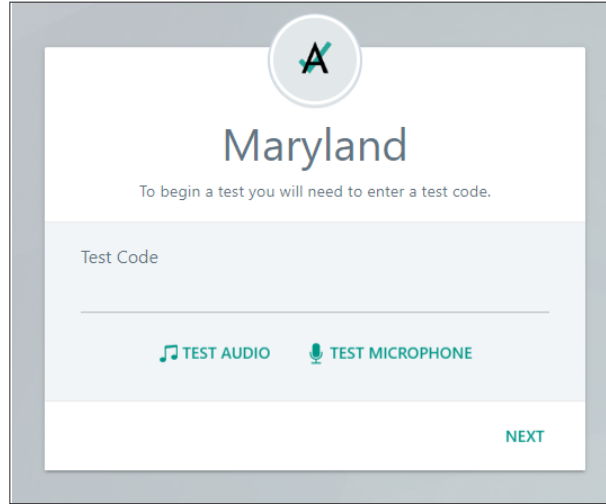 Maryland
To begin a test you will need to enter a test code.
Test Code
TEST AUDIO
TEST MICROPHONE
NEXT